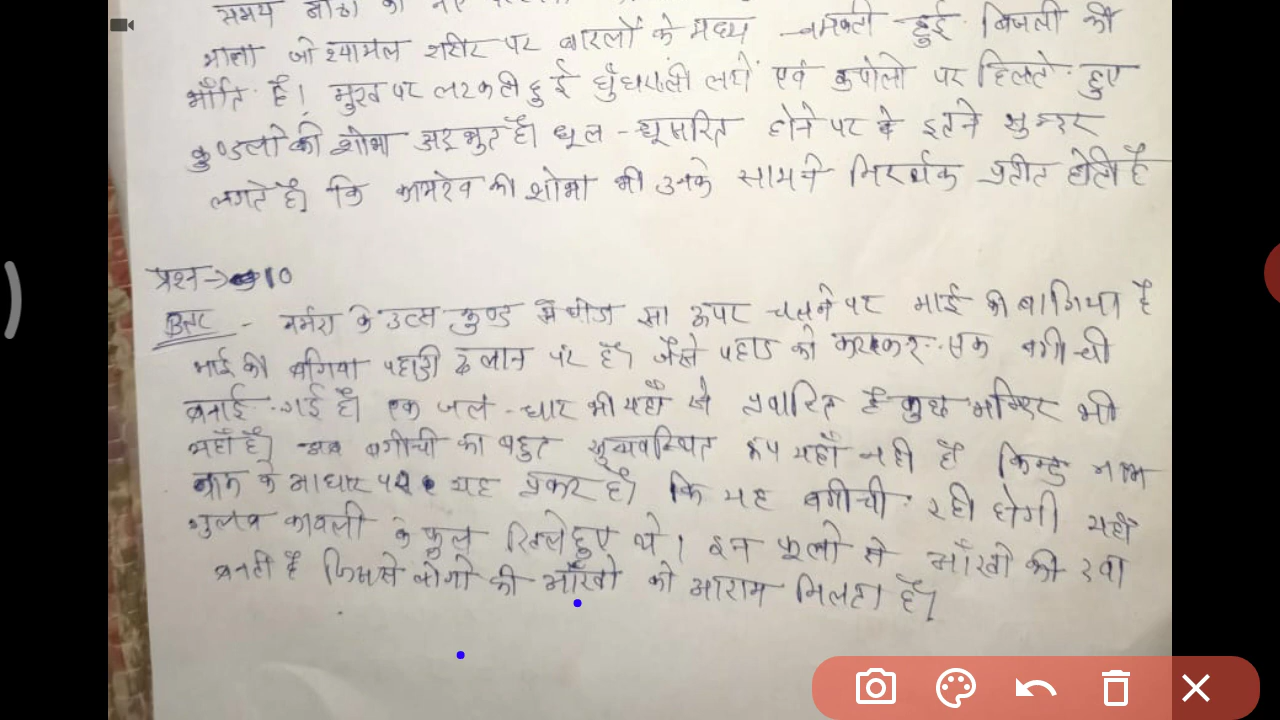 समय
माला जो श्यामल शरीर पर बादलों के मध्य चमकती हुई बिजली की
भाँति है। मुख पर लटकती हुई घुँघराली लटें एवं कपोलो पर हिलते हुए
कुण्डलो की शोभा अद्भुत है। धूल-धूसरित होने पर वे इतने सुन्दर
लगते है। कि कामदेव की शोभा भी उनके सामने निरर्थक प्रतीत होती है
प्रश्न → 10
उत्तर - नर्मदा के उत्स कुण्ड से थोडा सा ऊपर चलने पर माई की बागिया है
माई की बगिया पहाडी ढलान पर है। जैसे पहाड को काटकर एक बगीची
बनाई गई है। एक जल-धार भी यहाँ से प्रवाहित है कुछ मन्दिर भी
यहाँ है। अब बगीची का बहुत सुव्यवस्थित रूप यहाँ नही है किन्तु नाम
के आधार पर यह प्रकट है। कि यह बगीची रही होगी यहाँ
गुलब कावली के फुल खिले हुए थे। इन फूलो से आँखो की दवा
बनती है जिससे लोगो की आँखो को आराम मिलता है।